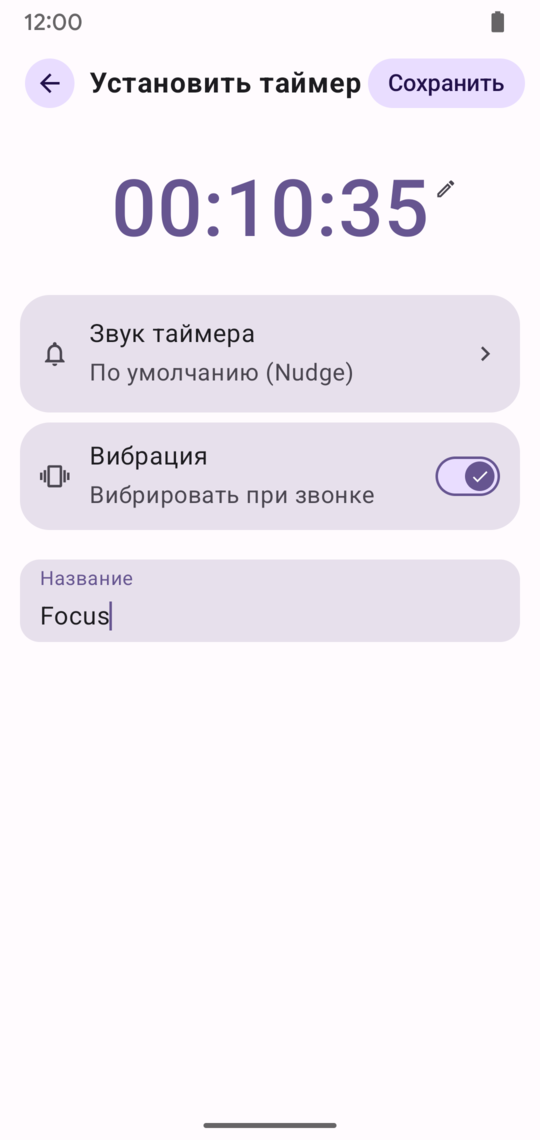 12:00
Установить таймер
Сохранить
00:10:35
Звук таймера
По умолчанию (Nudge)
Вибрация
Вибрировать при звонке
Название
Focus